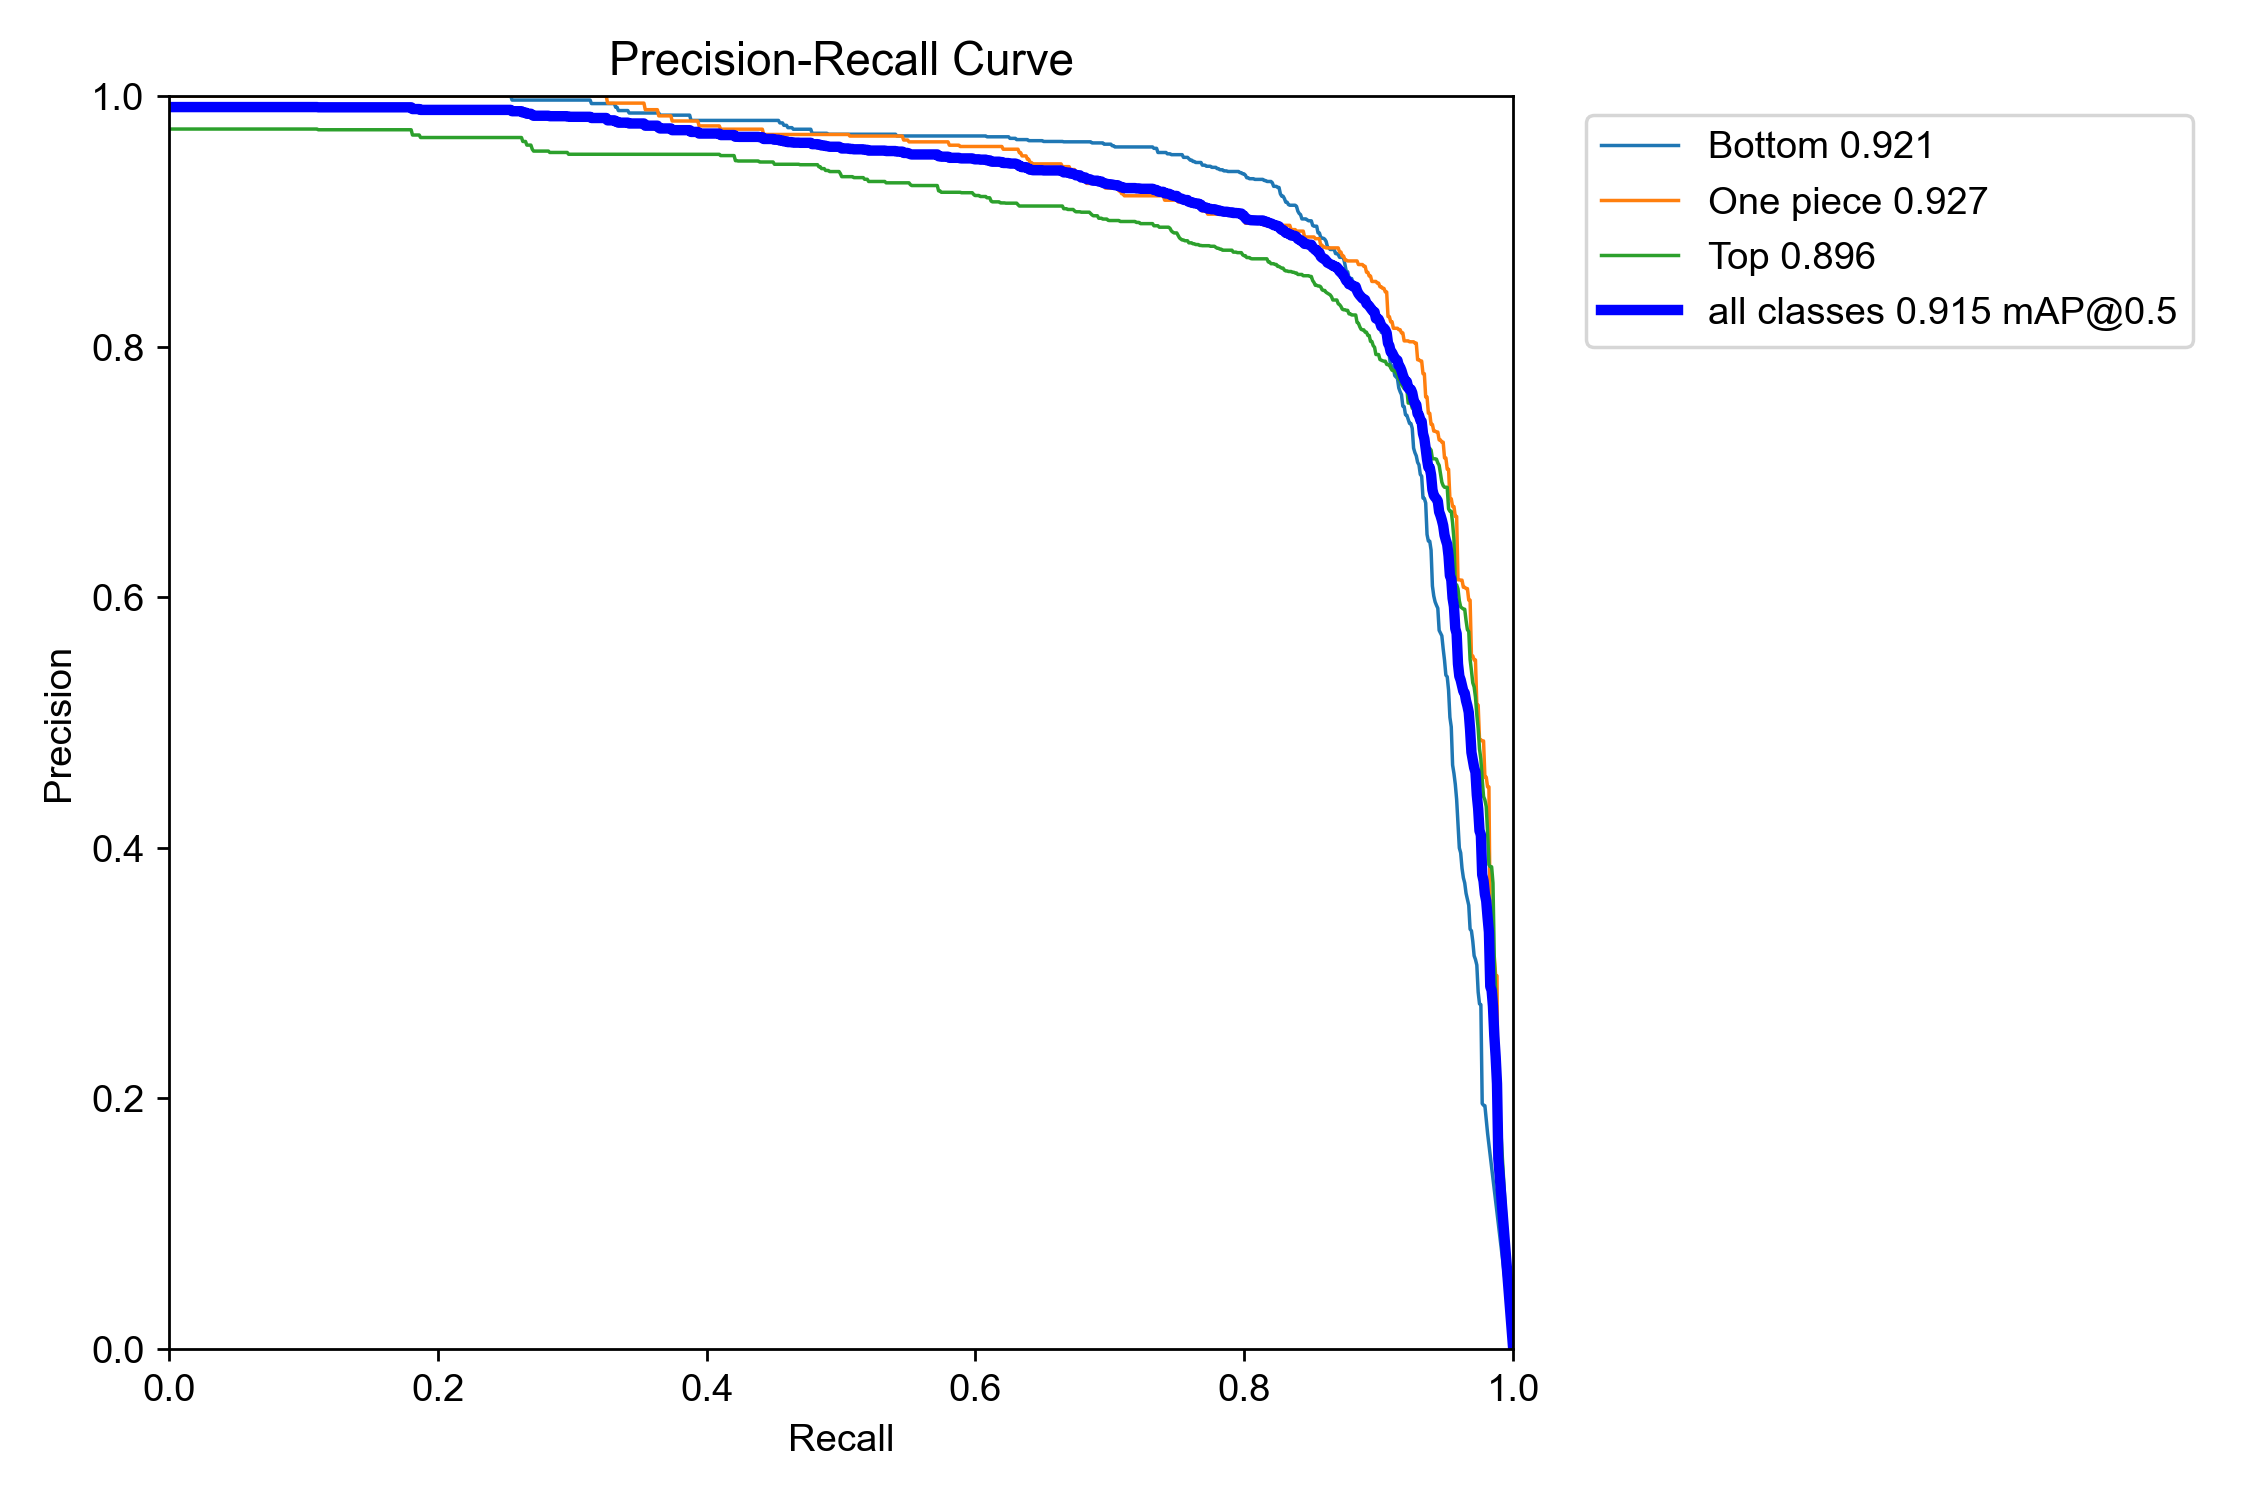 Precision-Recall Curve
1.0
0.8
0.6
0.4
0.2
0.0
Precision
0.0 0.2 0.4 0.6 0.8 1.0
Recall
Bottom 0.921
One piece 0.927
Top 0.896
all classes 0.915 mAP@0.5